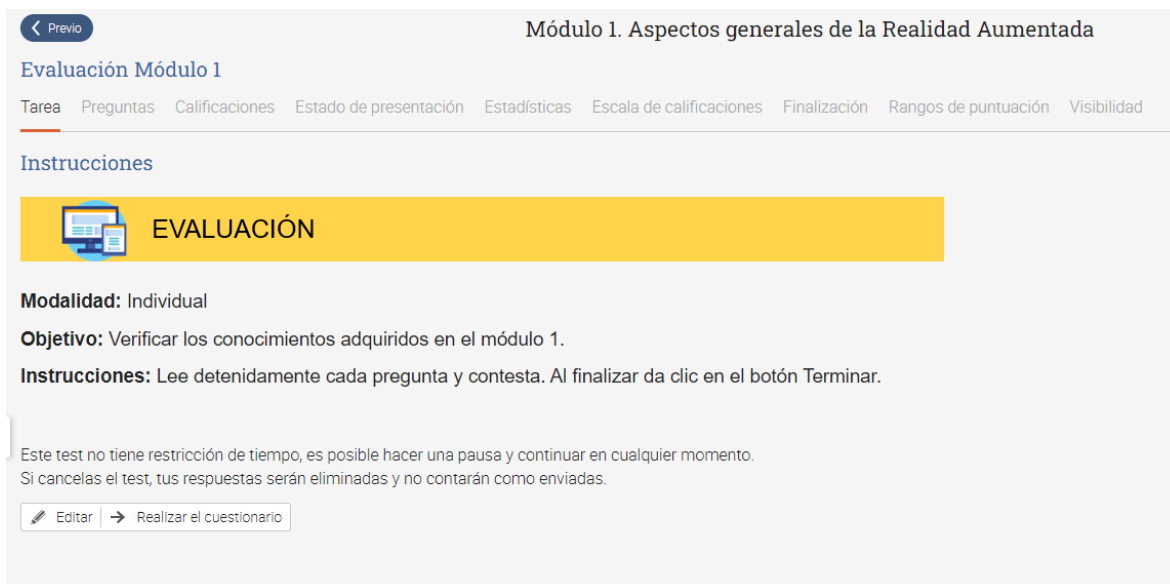 Previo
Módulo 1. Aspectos generales de la Realidad Aumentada
Evaluación Módulo 1
Tarea Preguntas Calificaciones Estado de presentación Estadísticas Escala de calificaciones Finalización Rangos de puntuación Visibilidad
Instrucciones
EVALUACIÓN
Modalidad: Individual
Objetivo: Verificar los conocimientos adquiridos en el módulo 1.
Instrucciones: Lee detenidamente cada pregunta y contesta. Al finalizar da clic en el botón Terminar.
Este test no tiene restricción de tiempo, es posible hacer una pausa y continuar en cualquier momento.
Si cancelas el test, tus respuestas serán eliminadas y no contarán como enviadas.
Editar Realizar el cuestionario